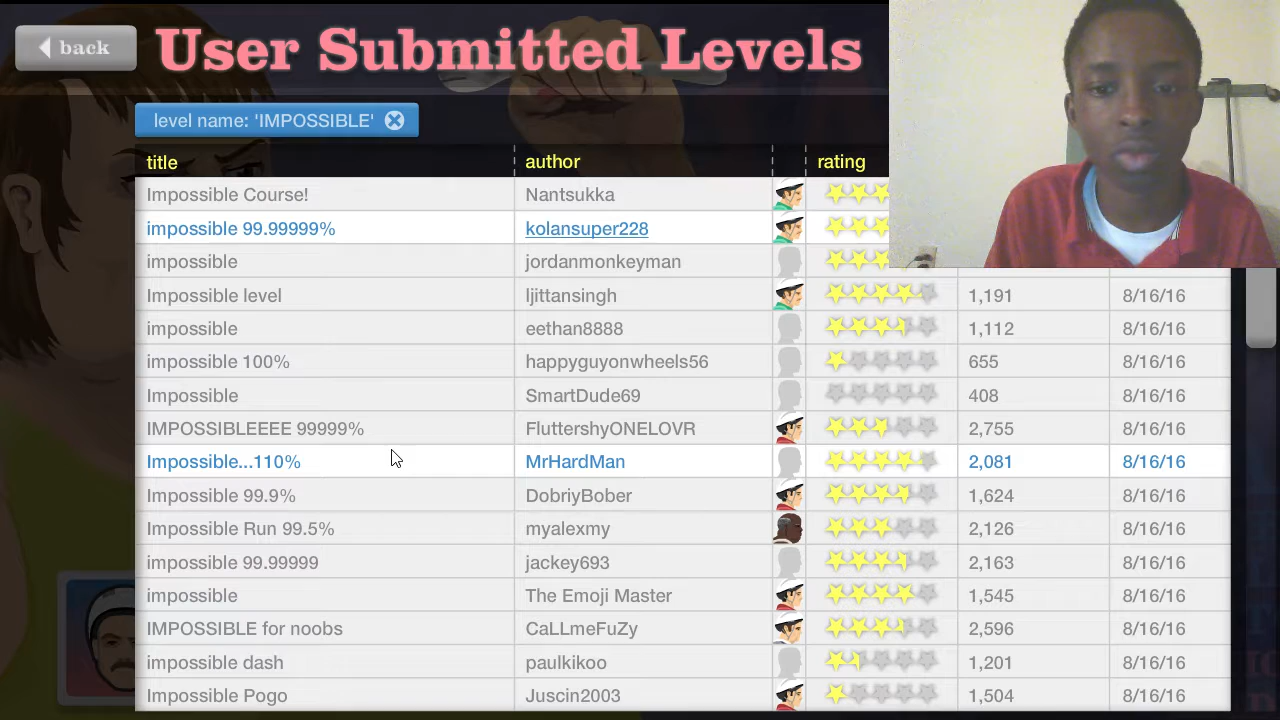 back
User Submitted Levels
level name: 'IMPOSSIBLE'
title author rating
Impossible Course! Nantsukka
impossible 99.99999% kolansuper228
impossible jordanmonkeyman
Impossible level ljittansingh 1,191 8/16/16
impossible eethan8888 1,112 8/16/16
impossible 100% happyguyonwheels56 655 8/16/16
Impossible SmartDude69 408 8/16/16
IMPOSSIBLEEEE 99999% FluttershyONELOVR 2,755 8/16/16
Impossible...110% MrHardMan 2,081 8/16/16
Impossible 99.9% DobriyBober 1,624 8/16/16
Impossible Run 99.5% myalexmy 2,126 8/16/16
impossible 99.99999 jackey693 2,163 8/16/16
impossible The Emoji Master 1,545 8/16/16
IMPOSSIBLE for noobs CaLLmeFuZy 2,596 8/16/16
impossible dash paulkikoo 1,201 8/16/16
Impossible Pogo Juscin2003 1,504 8/16/16